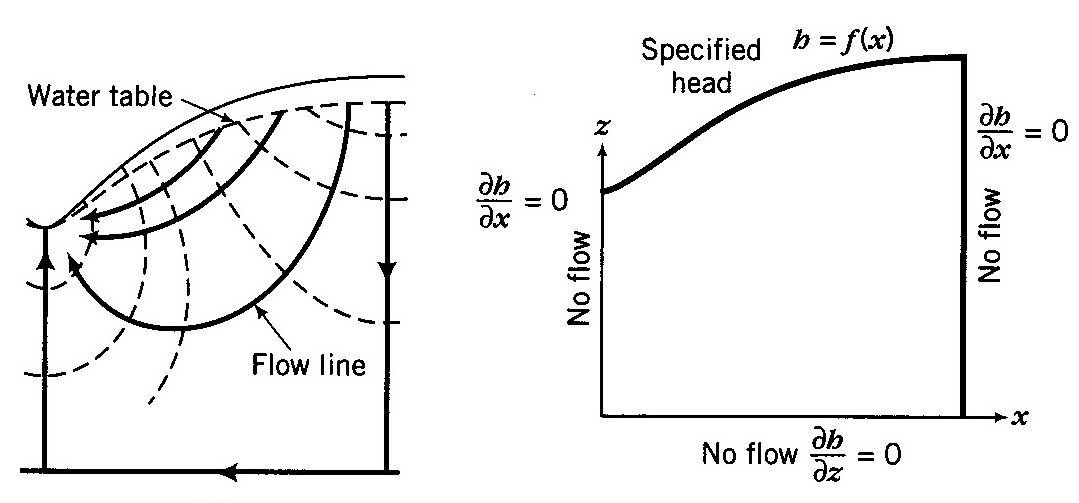 Water table
Flow line
Specified
head
h = f(x)
z
∂h/∂x = 0
No flow
∂h/∂x = 0
No flow
x
No flow ∂h/∂z = 0